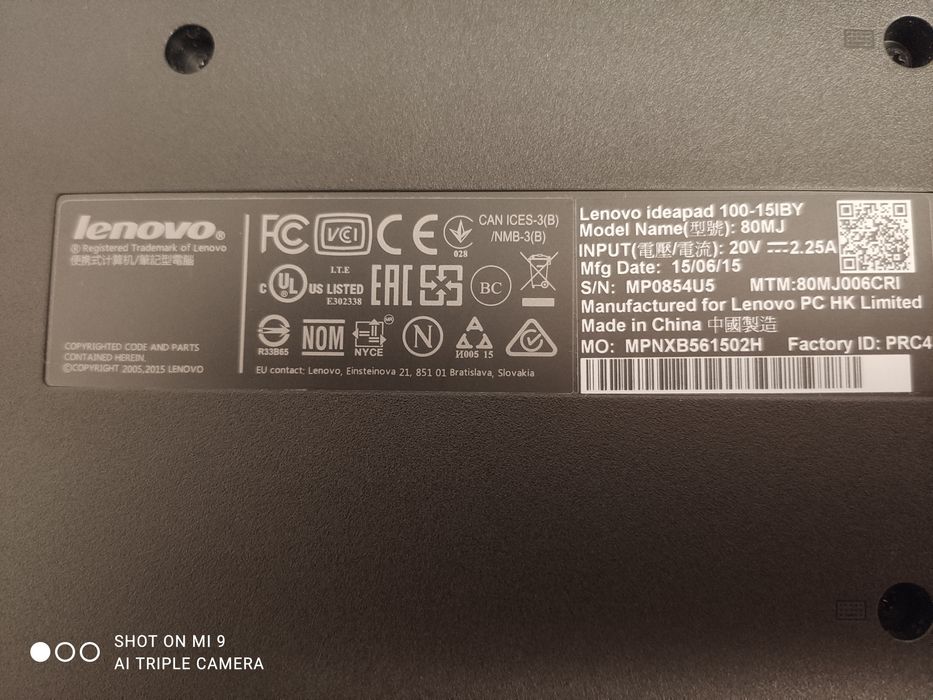 lenovo®
® Registered Trademark of Lenovo
便携式计算机/筆記型電腦
COPYRIGHTED CODE AND PARTS
CONTAINED HEREIN.
©COPYRIGHT 2005,2015 LENOVO
FC VCCI CE 028 CAN ICES-3(B)
/NMB-3(B)
I.T.E
c UL US LISTED EAC BC
E302338
R33B65 NOM NYCE MR N И005 15
EU contact: Lenovo, Einsteinova 21, 851 01 Bratislava, Slovakia
Lenovo ideapad 100-15IBY
Model Name(型號): 80MJ
INPUT(電壓/電流): 20V ⎓ 2.25A
Mfg Date: 15/06/15
S/N: MP0854U5 MTM:80MJ006CRI
Manufactured for Lenovo PC HK Limited
Made in China 中國製造
MO: MPNXB561502H Factory ID: PRC4
SHOT ON MI 9
AI TRIPLE CAMERA